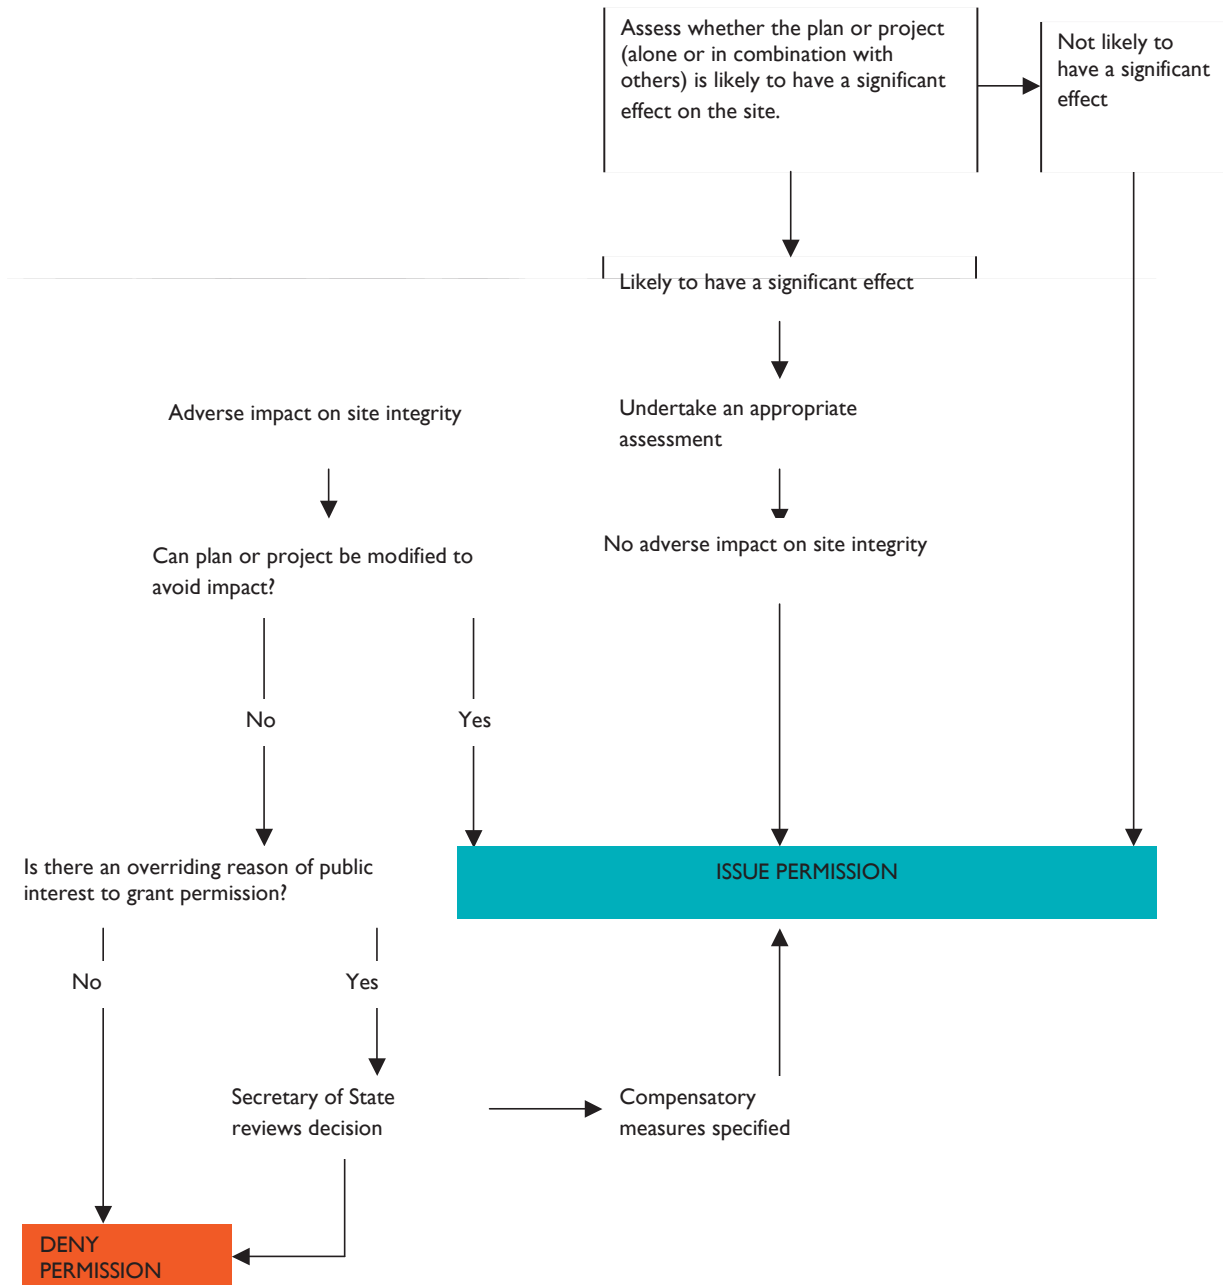 Assess whether the plan or project
(alone or in combination with
others) is likely to have a significant
effect on the site.
Not likely to
have a significant
effect
Likely to have a significant effect
Adverse impact on site integrity
Undertake an appropriate
assessment
Can plan or project be modified to
avoid impact?
No adverse impact on site integrity
No
Yes
Is there an overriding reason of public
interest to grant permission?
ISSUE PERMISSION
No
Yes
Secretary of State
reviews decision
Compensatory
measures specified
DENY
PERMISSION